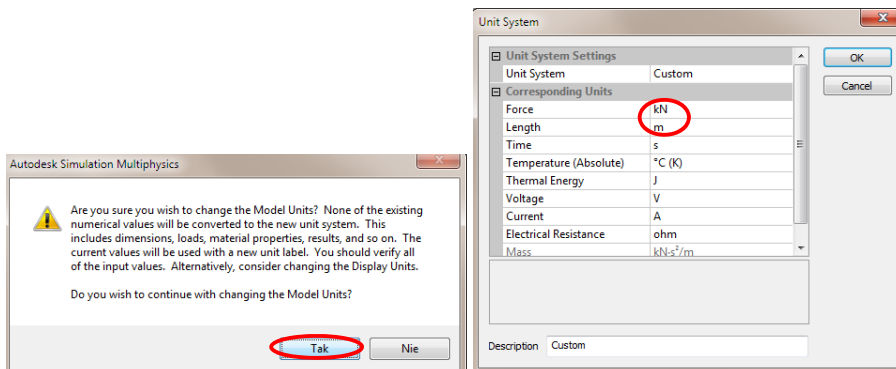 Autodesk Simulation Multiphysics
Are you sure you wish to change the Model Units? None of the existing
numerical values will be converted to the new unit system. This
includes dimensions, loads, material properties, results, and so on. The
current values will be used with a new unit label. You should verify all
of the input values. Alternatively, consider changing the Display Units.
Do you wish to continue with changing the Model Units?
Tak Nie
Unit System
Unit System Settings
Unit System Custom
Corresponding Units
Force kN
Length m
Time s
Temperature (Absolute) °C (K)
Thermal Energy J
Voltage V
Current A
Electrical Resistance ohm
Mass kN·s²/m
OK
Cancel
Description Custom